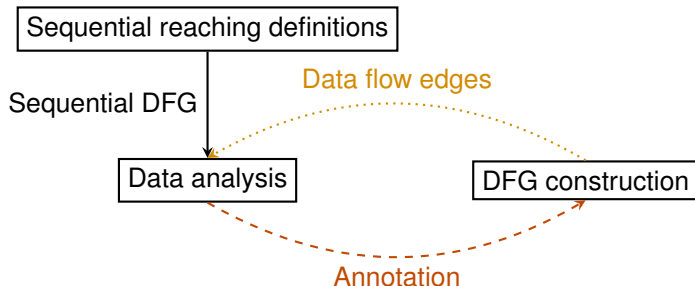 Sequential reaching definitions
Data flow edges
Sequential DFG
Data analysis
DFG construction
Annotation